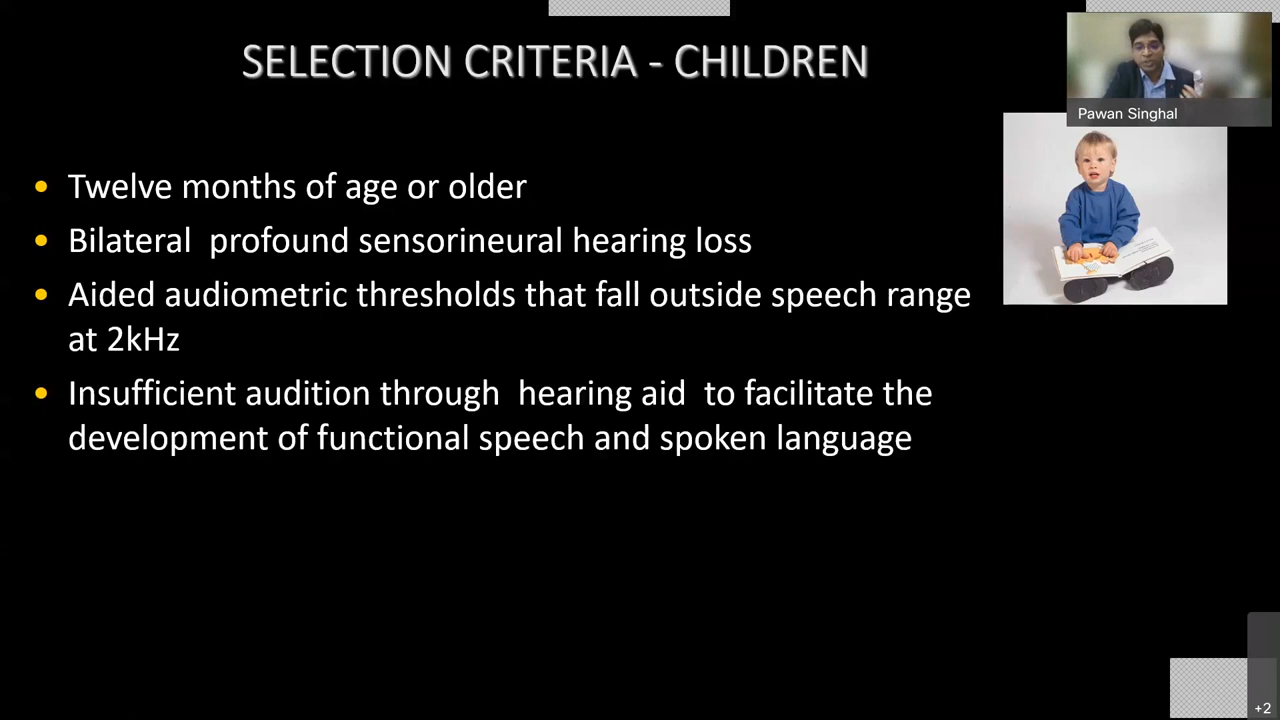 SELECTION CRITERIA - CHILDREN
Pawan Singhal
• Twelve months of age or older
• Bilateral  profound sensorineural hearing loss
• Aided audiometric thresholds that fall outside speech range
at 2kHz
• Insufficient audition through  hearing aid  to facilitate the
development of functional speech and spoken language
+2